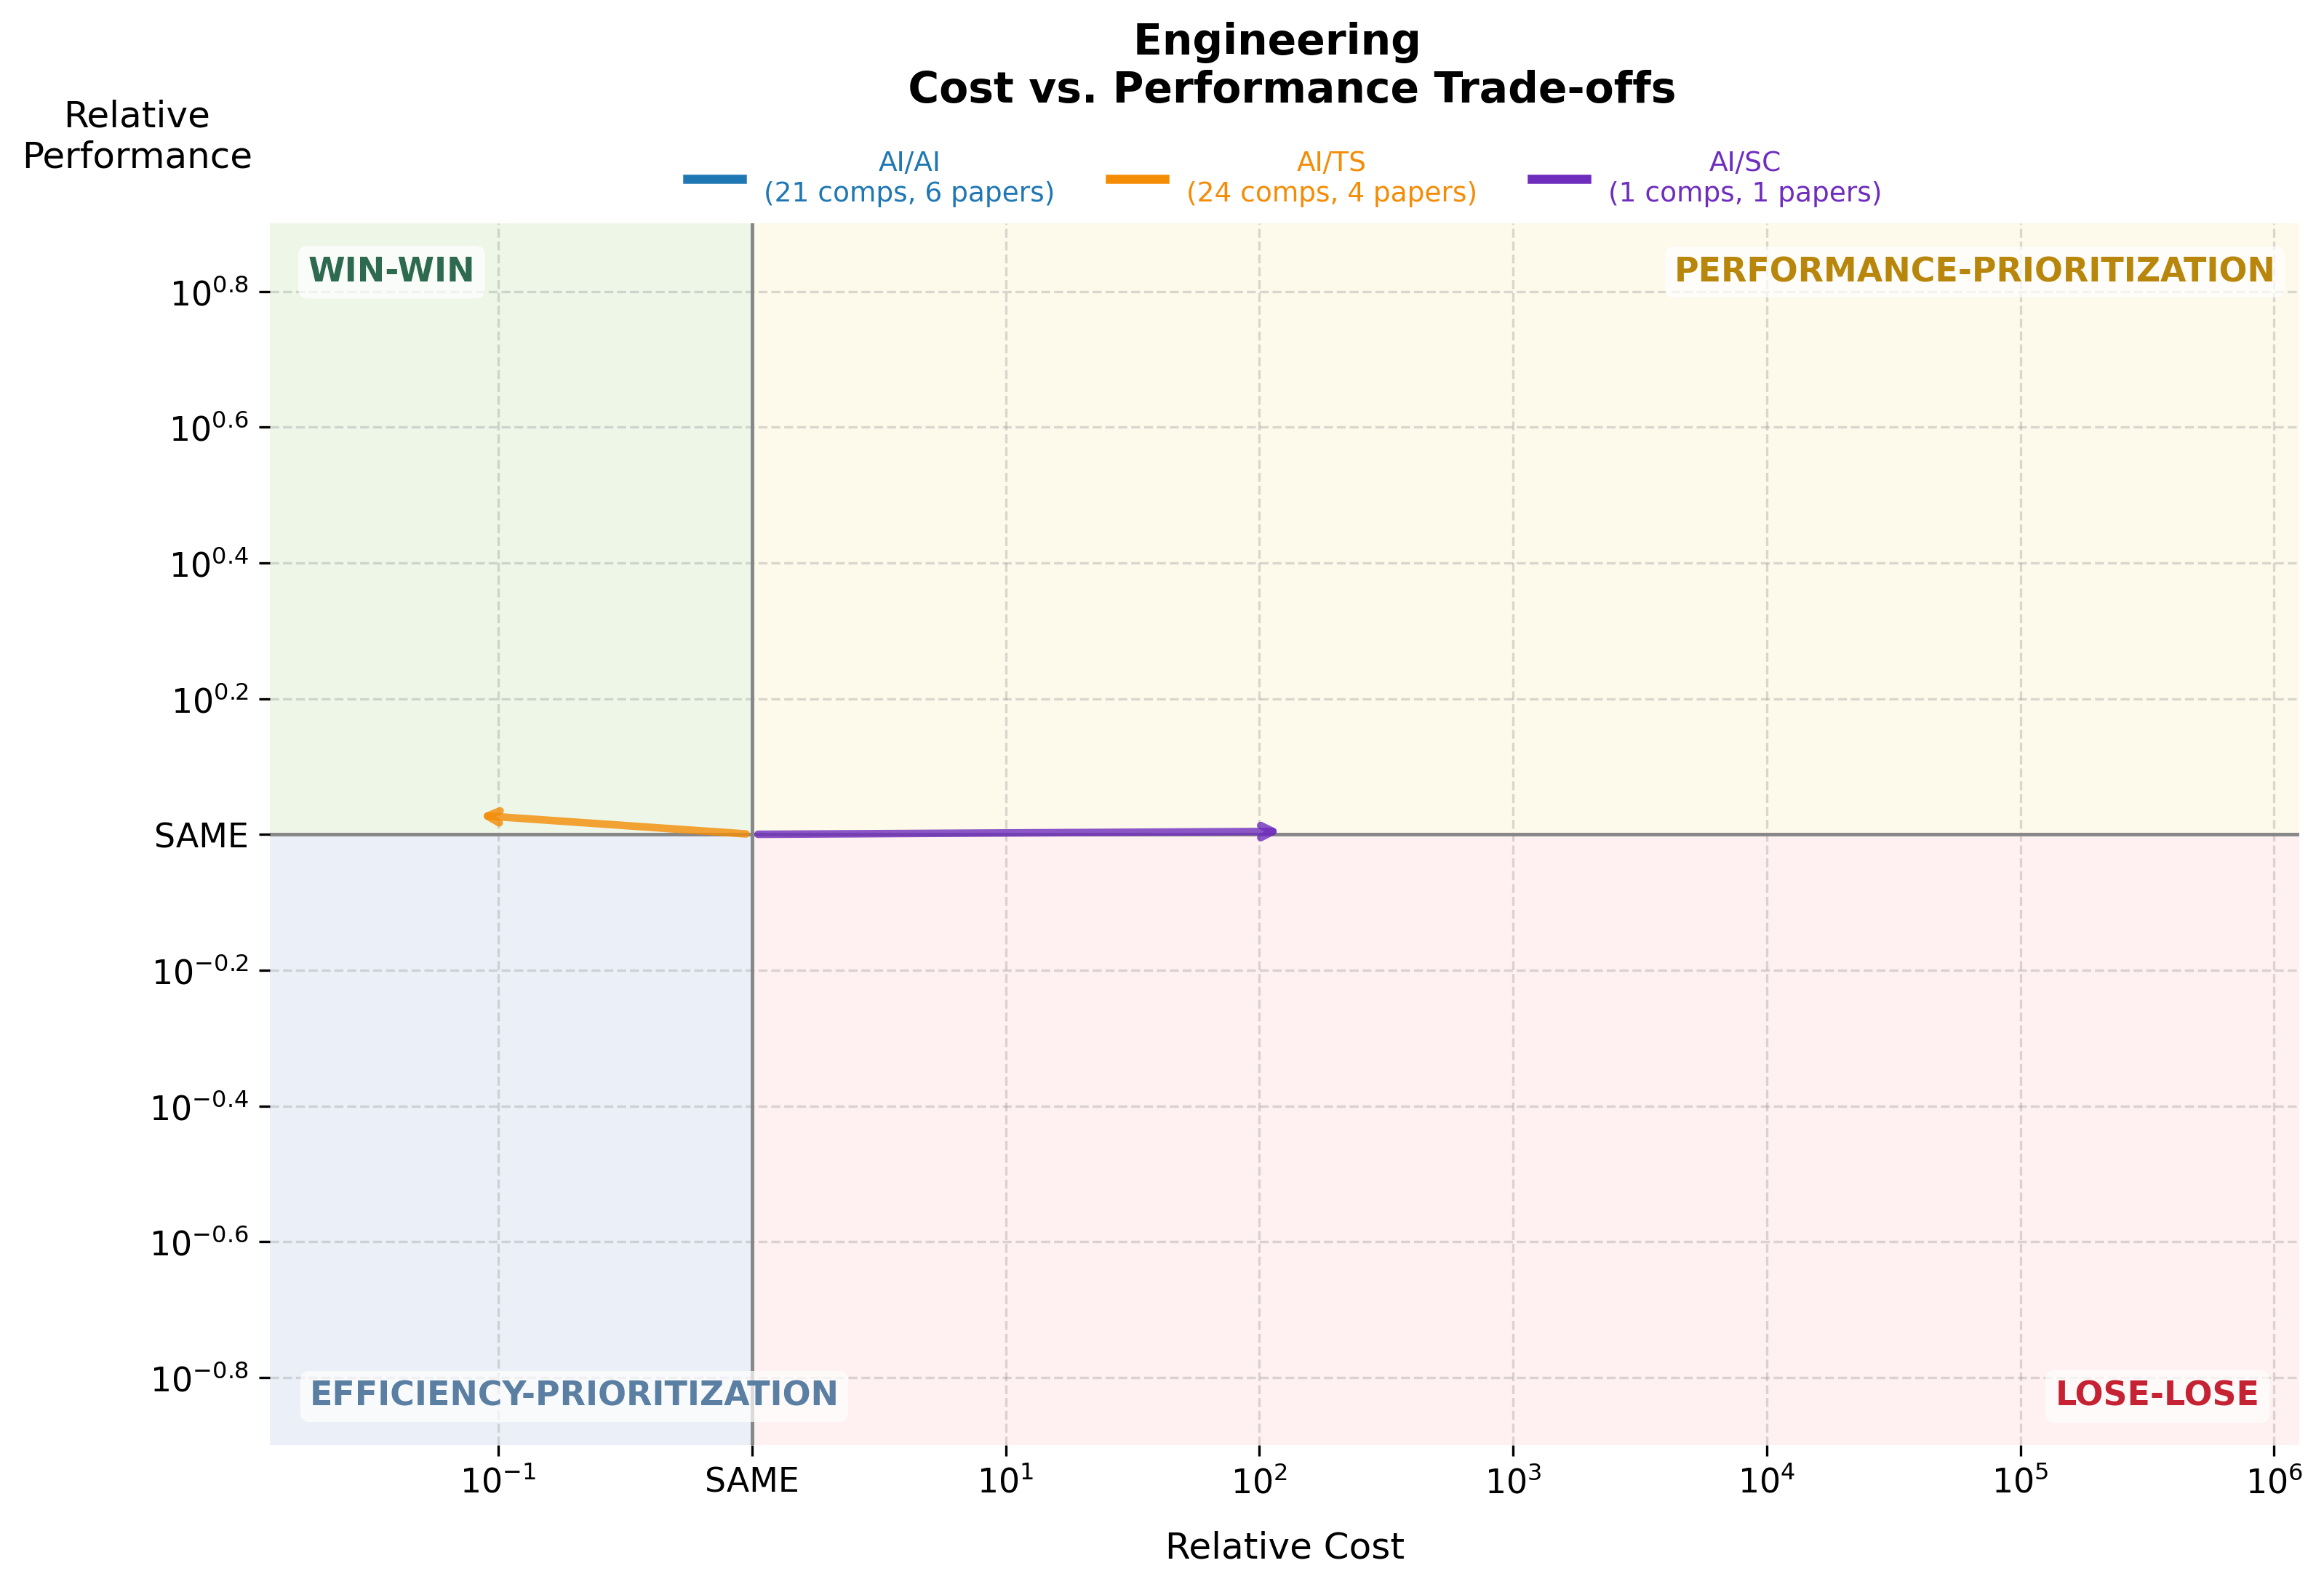 Engineering
Cost vs. Performance Trade-offs
Relative
Performance
AI/AI
(21 comps, 6 papers)
AI/TS
(24 comps, 4 papers)
AI/SC
(1 comps, 1 papers)
WIN-WIN
PERFORMANCE-PRIORITIZATION
10^0.8
10^0.6
10^0.4
10^0.2
SAME
10^−0.2
10^−0.4
10^−0.6
10^−0.8
EFFICIENCY-PRIORITIZATION
LOSE-LOSE
10^−1
SAME
10^1
10^2
10^3
10^4
10^5
10^6
Relative Cost